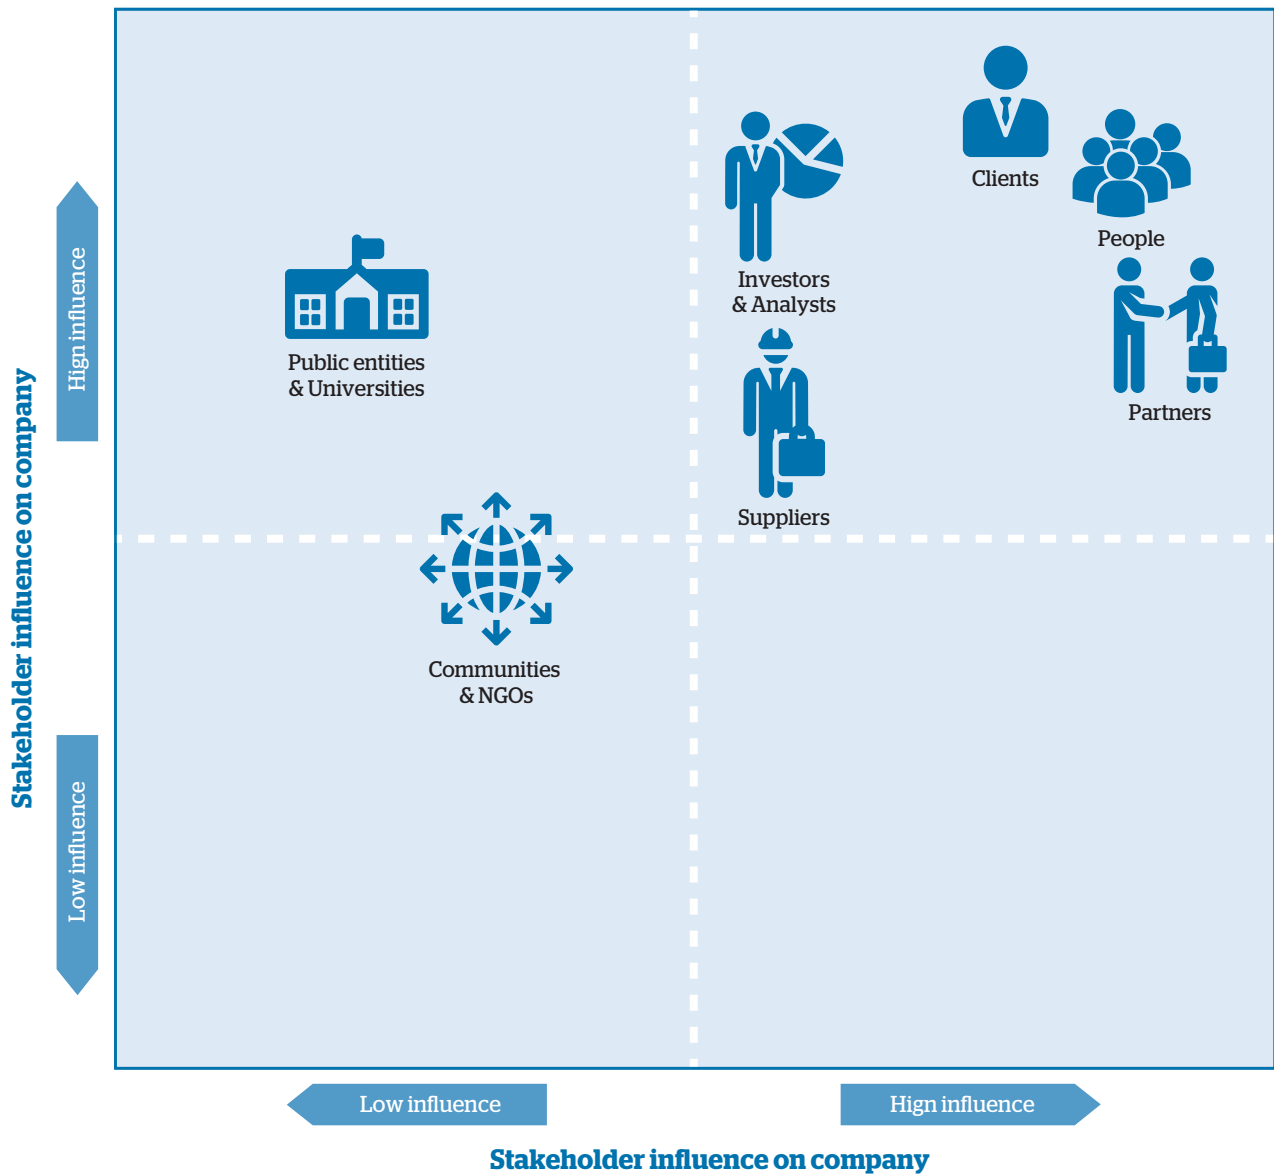 Stakeholder influence on company
Hign influence
Low influence
Clients
People
Investors
& Analysts
Public entities
& Universities
Partners
Suppliers
Communities
& NGOs
Low influence
Hign influence
Stakeholder influence on company